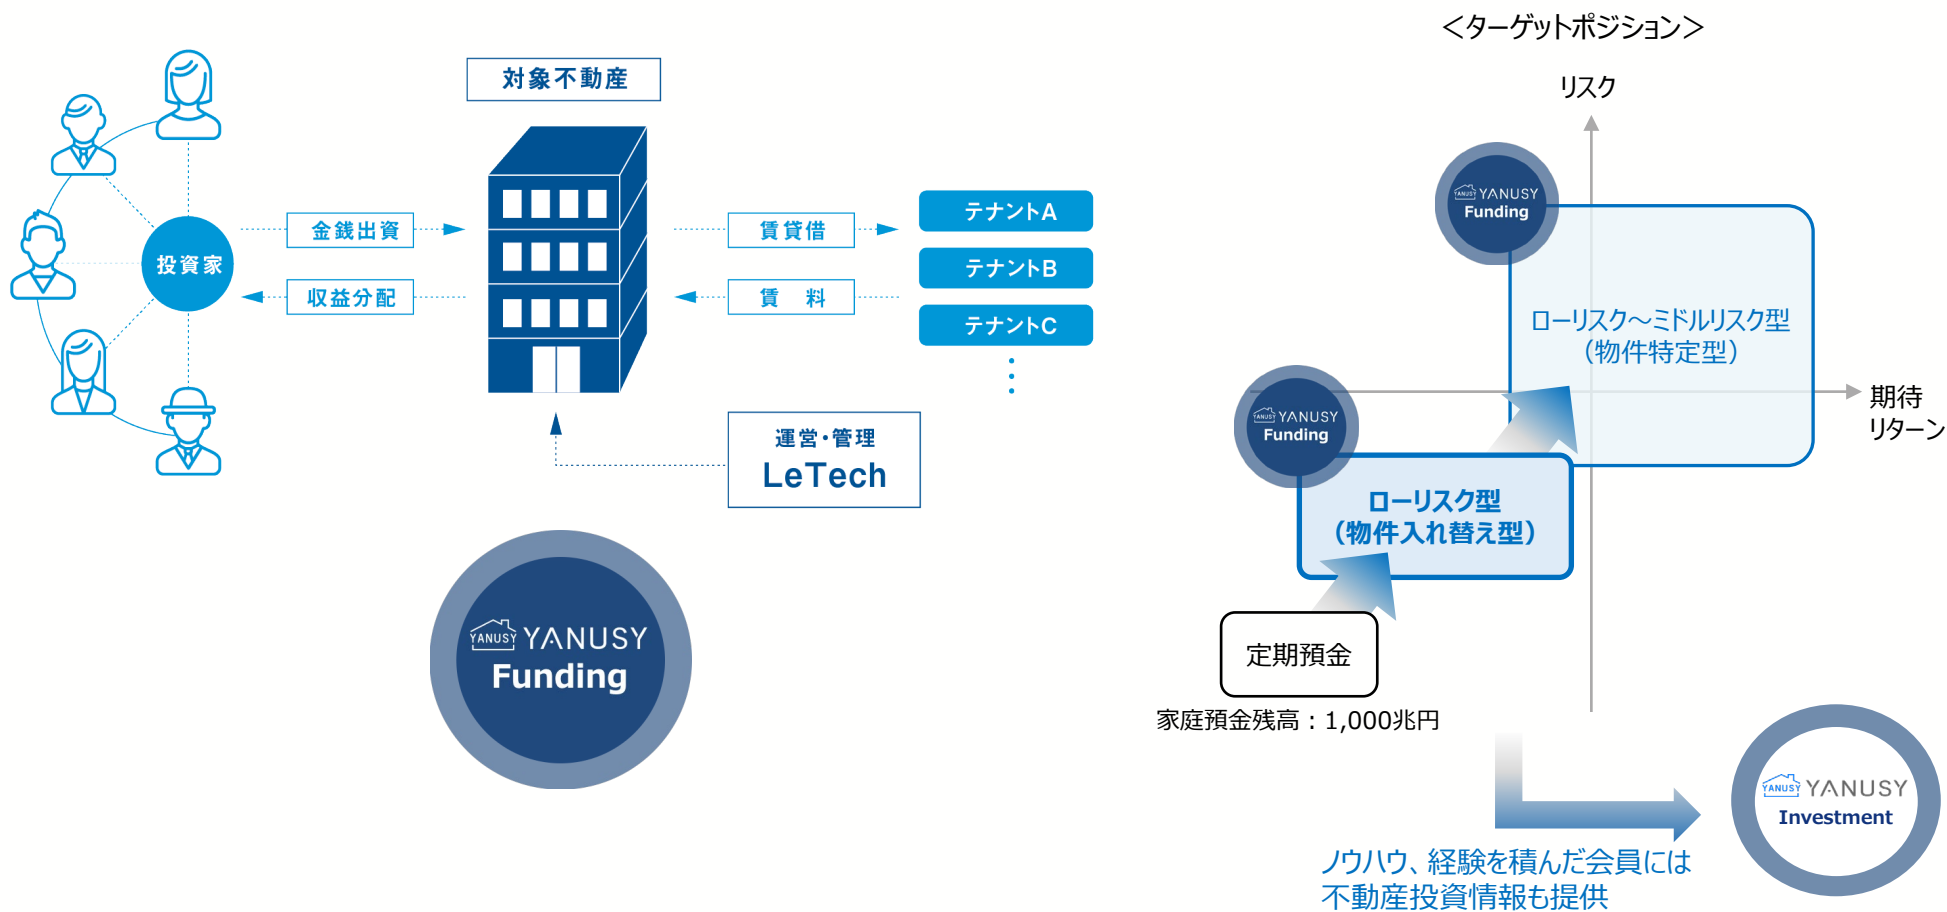 対象不動産
投資家
金銭出資
収益分配
賃貸借
賃 料
テナントA
テナントB
テナントC
運営・管理
LeTech
YANUSY YANUSY
Funding
＜ターゲットポジション＞
リスク
YANUSY YANUSY
Funding
ローリスク～ミドルリスク型
（物件特定型）
期待
リターン
YANUSY YANUSY
Funding
ローリスク型
（物件入れ替え型）
定期預金
家庭預金残高：1,000兆円
YANUSY YANUSY
Investment
ノウハウ、経験を積んだ会員には
不動産投資情報も提供